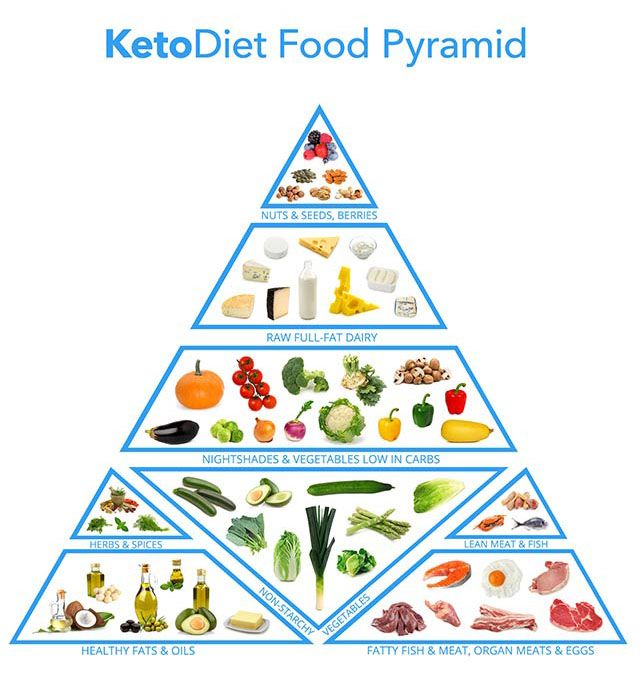 KetoDiet Food Pyramid
NUTS & SEEDS, BERRIES
RAW FULL-FAT DAIRY
NIGHTSHADES & VEGETABLES LOW IN CARBS
HERBS & SPICES
LEAN MEAT & FISH
NON-STARCHY VEGETABLES
HEALTHY FATS & OILS
FATTY FISH & MEAT, ORGAN MEATS & EGGS